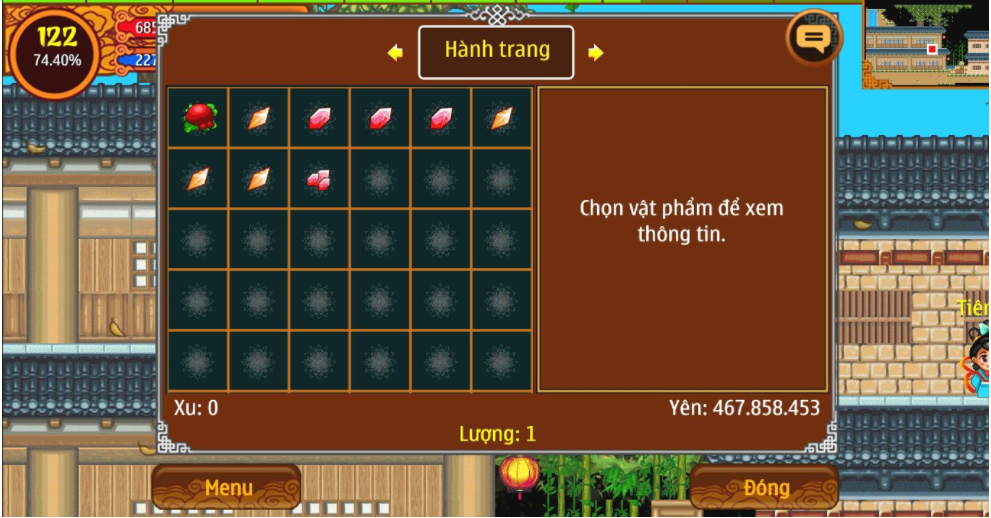 122
74.40%
Hành trang
Chọn vật phẩm để xem
thông tin.
Xu: 0
Yên: 467.858.453
Lượng: 1
Menu
Đóng